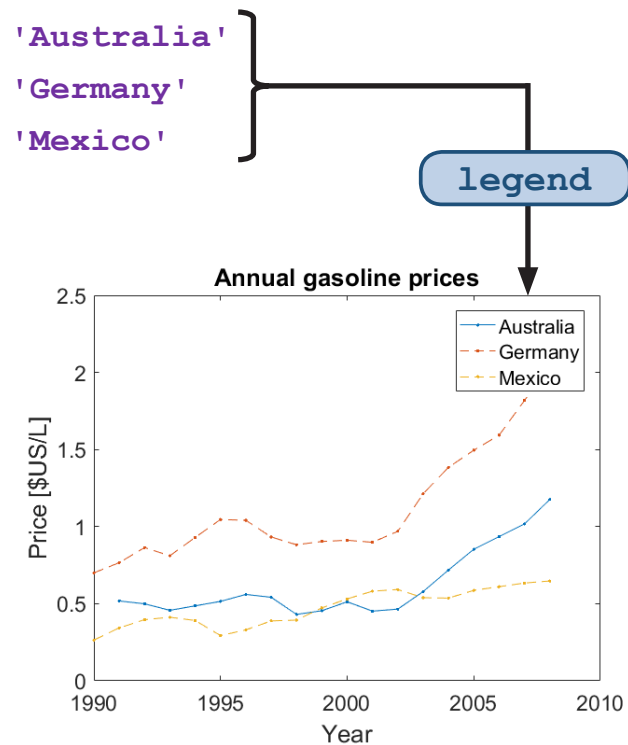 'Australia'
'Germany'
'Mexico'
legend
Annual gasoline prices
2.5
2
1.5
1
0.5
0
Price [$US/L]
Australia
Germany
Mexico
1990 1995 2000 2005 2010
Year